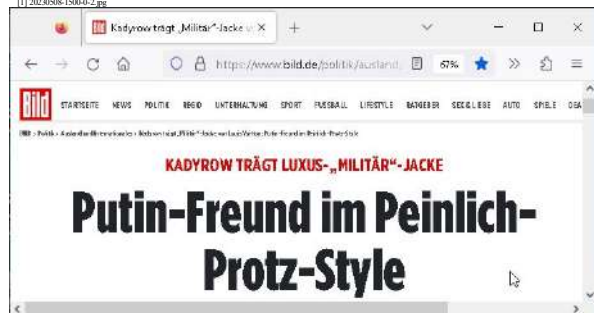 [1] 20230508-1500-0-2.jpg
Kadyrow trägt „Militär“-Jacke v
https://www.bild.de/politik/ausland
67%
Bild
STARTSEITE NEWS POLITIK REGIO UNTERHALTUNG SPORT FUSSBALL LIFESTYLE RATGEBER SEX & LIEBE AUTO SPIELE DEA
KADYROW TRÄGT LUXUS-„MILITÄR“-JACKE
Putin-Freund im Peinlich-
Protz-Style